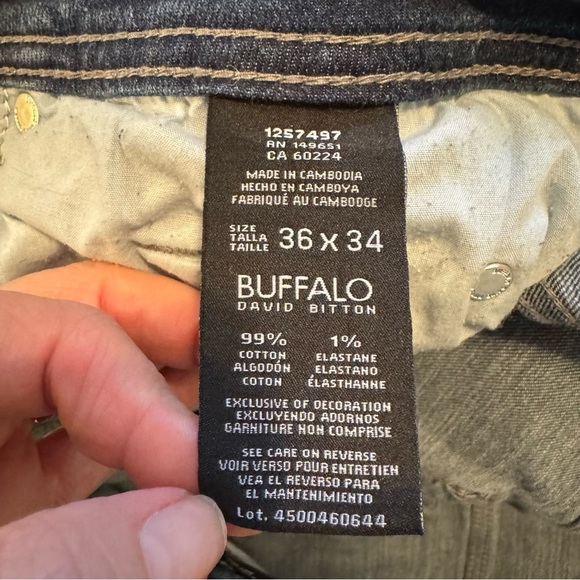 1257497
RN 149651
CA 60224
MADE IN CAMBODIA
HECHO EN CAMBOYA
FABRIQUÉ AU CAMBODGE
SIZE
TALLA
TAILLE
36 x 34
BUFFALO
DAVID BITTON
99% 1%
COTTON ELASTANE
ALGODÓN ELASTANO
COTON ÉLASTHANNE
EXCLUSIVE OF DECORATION
EXCLUYENDO ADORNOS
GARNITURE NON COMPRISE
SEE CARE ON REVERSE
VOIR VERSO POUR ENTRETIEN
VEA EL REVERSO PARA
EL MANTENIMIENTO
Lot. 4500460644